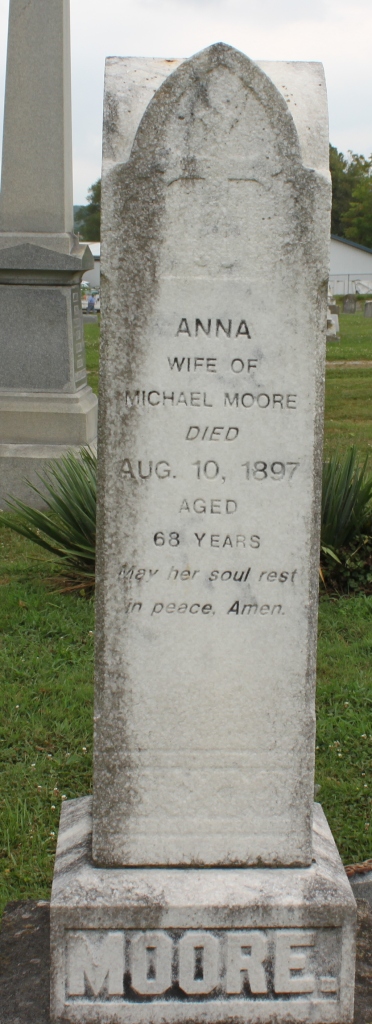 ANNA
WIFE OF
MICHAEL MOORE
DIED
AUG. 10, 1897
AGED
68 YEARS
May her soul rest
in peace, Amen.
MOORE.